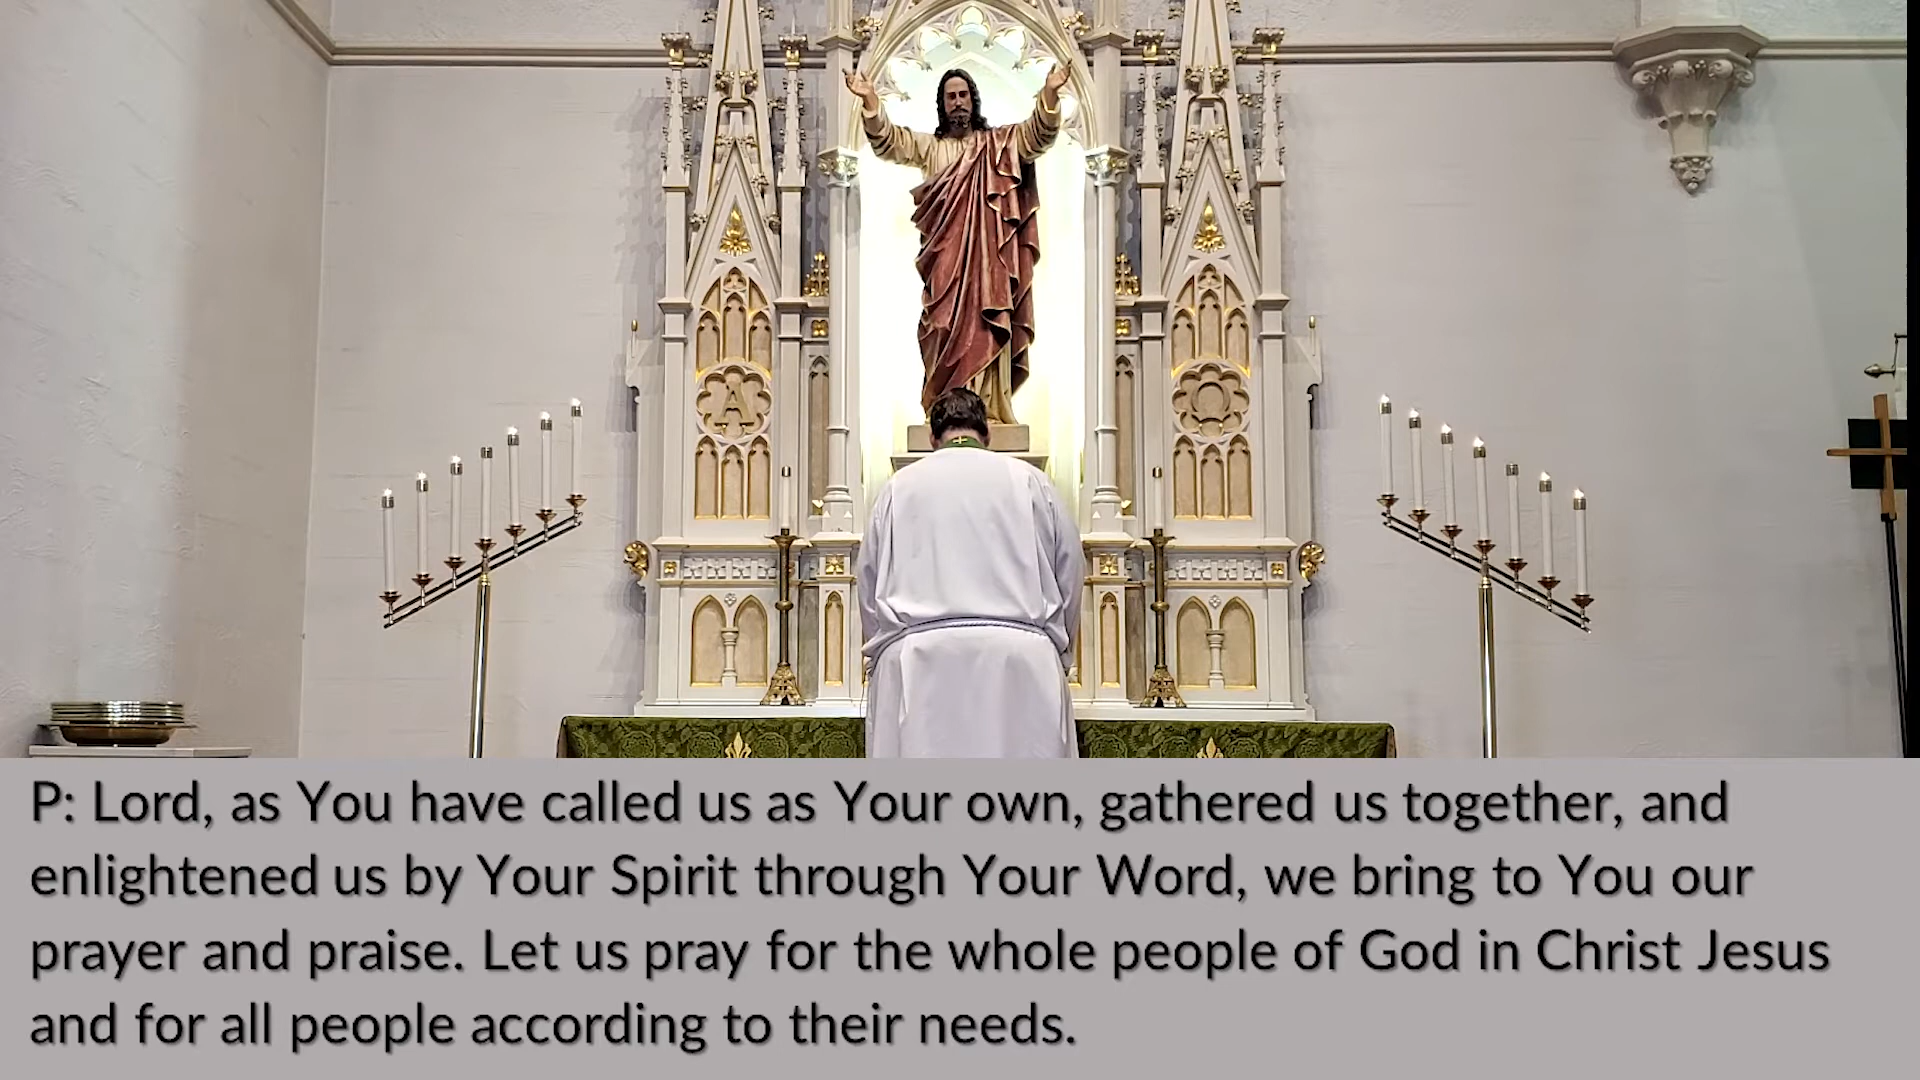 A
P: Lord, as You have called us as Your own, gathered us together, and
enlightened us by Your Spirit through Your Word, we bring to You our
prayer and praise. Let us pray for the whole people of God in Christ Jesus
and for all people according to their needs.